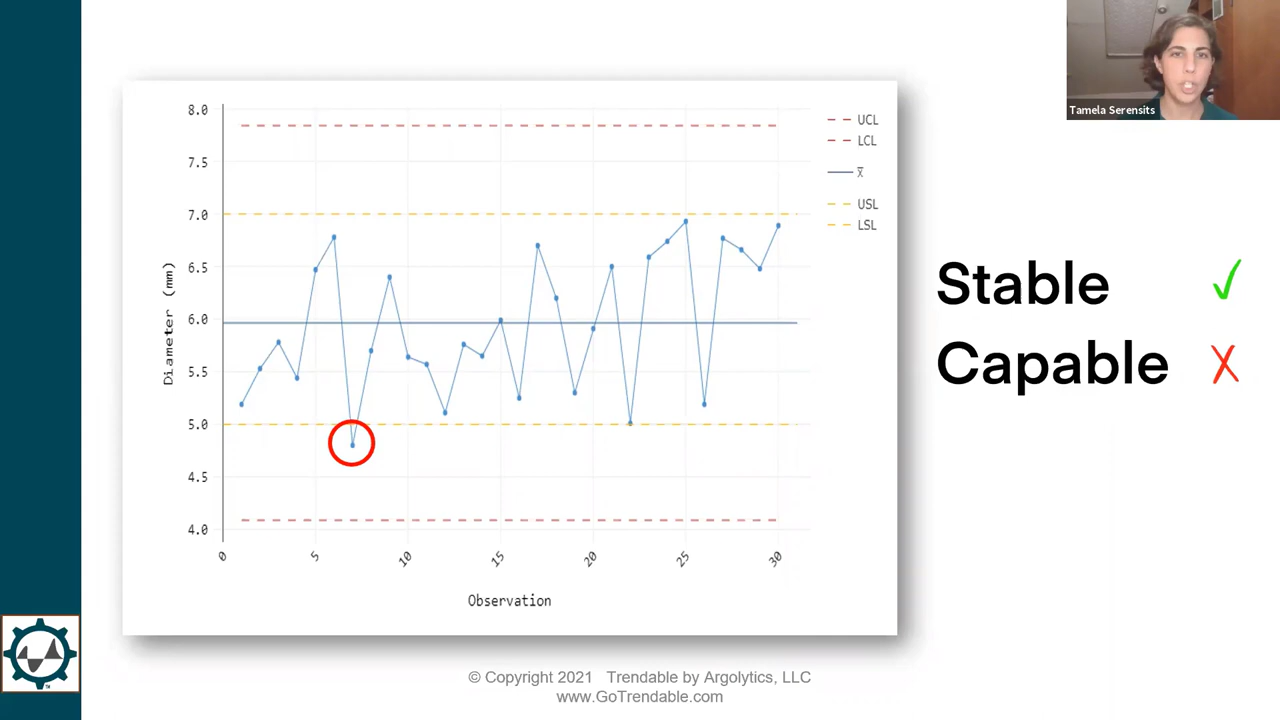 Tamela Serensits
8.0
7.5
7.0
6.5
6.0
5.5
5.0
4.5
4.0
Diameter (mm)
0
5
10
15
20
25
30
Observation
UCL
LCL
x̄
USL
LSL
Stable ✓
Capable X
© Copyright 2021 Trendable by Argolytics, LLC
www.GoTrendable.com